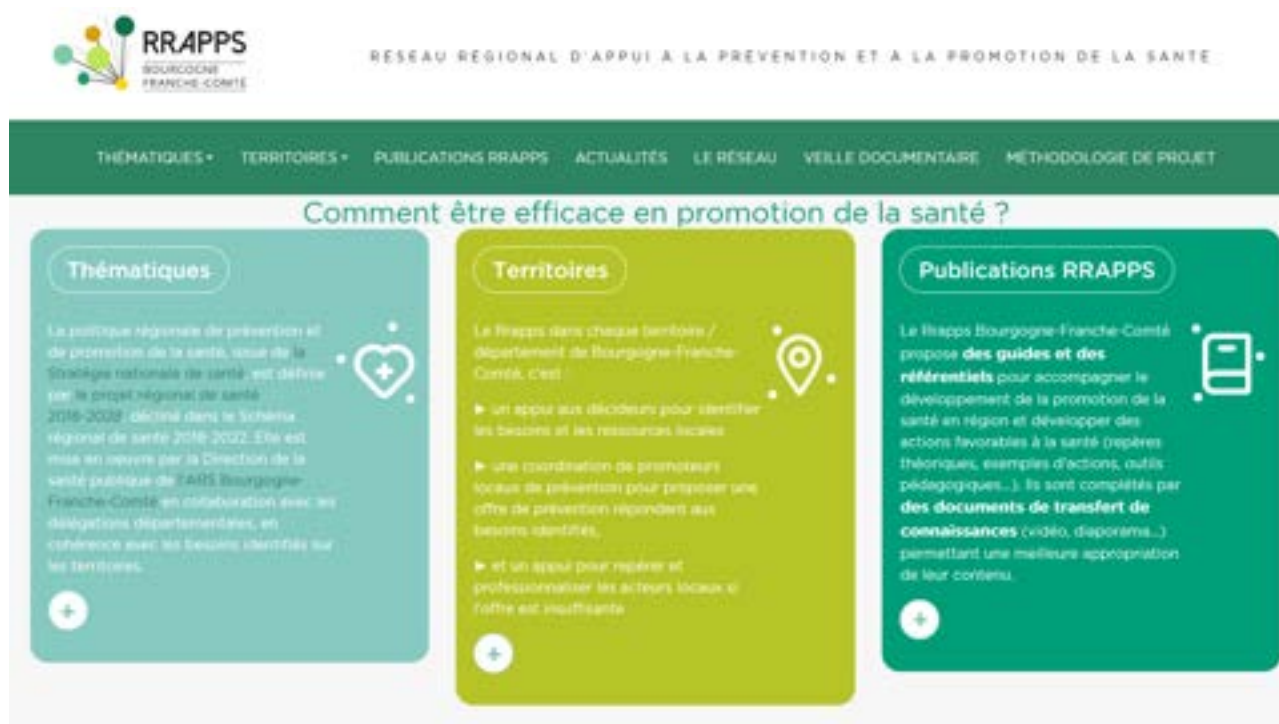 RRAPPS
BOURGOGNE
FRANCHE-COMTÉ
RÉSEAU RÉGIONAL D'APPUI À LA PRÉVENTION ET À LA PROMOTION DE LA SANTÉ
THÉMATIQUES
TERRITOIRES
PUBLICATIONS RRAPPS
ACTUALITÉS
LE RÉSEAU
VEILLE DOCUMENTAIRE
MÉTHODOLOGIE DE PROJET
Comment être efficace en promotion de la santé ?
Thématiques
La politique régionale de prévention et
de promotion de la santé, issue de la
Stratégie nationale de santé est définie
par le projet régional de santé
2018-2028 décliné dans le Schéma
régional de santé 2018-2022. Elle est
mise en oeuvre par la Direction de la
santé publique de l'ARS Bourgogne-
Franche-Comté en collaboration avec les
délégations départementales, en
cohérence avec les besoins identifiés sur
les territoires.
+
Territoires
Le Rrapps dans chaque territoire /
département de Bourgogne-Franche-
Comté, c'est
► un appui aux décideurs pour identifier
les besoins et les ressources locales
► une coordination de promoteurs
locaux de prévention pour proposer une
offre de prévention répondent aux
besoins identifiés,
► et un appui pour repérer et
professionnaliser les acteurs locaux si
l'offre est insuffisante
+
Publications RRAPPS
Le Rrapps Bourgogne-Franche-Comté
propose des guides et des
référentiels pour accompagner le
développement de la promotion de la
santé en région et développer des
actions favorables à la santé (repères
théoriques, exemples d'actions, outils
pédagogiques...). Ils sont complétés par
des documents de transfert de
connaissances (vidéo, diaporama...)
permettant une meilleure appropriation
de leur contenu.
+